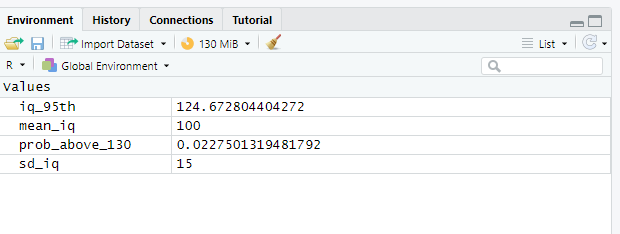 Environment History Connections Tutorial
Import Dataset 130 MiB List
R Global Environment
Values
iq_95th 124.672804404272
mean_iq 100
prob_above_130 0.0227501319481792
sd_iq 15